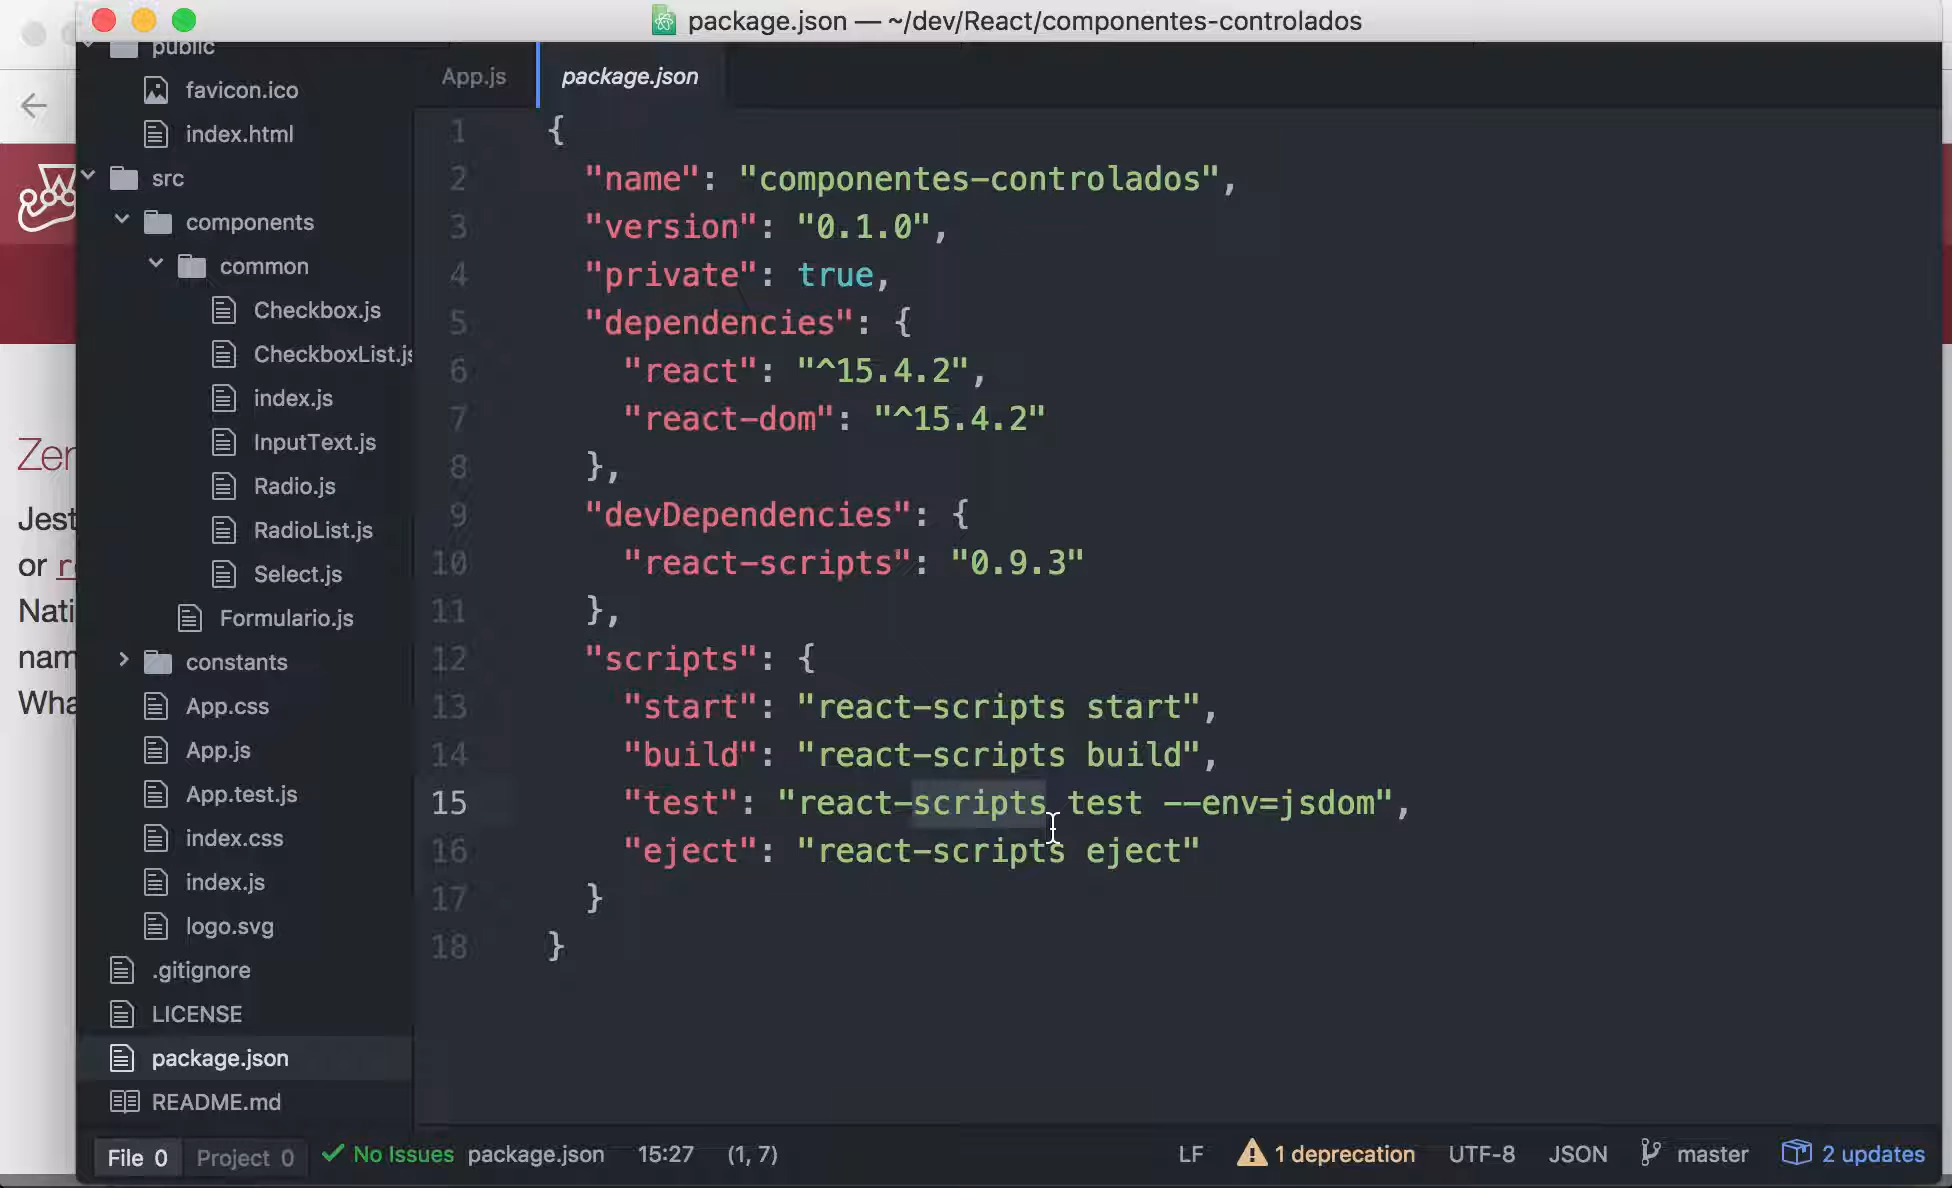 package.json — ~/dev/React/componentes-controlados
public
favicon.ico
index.html
src
components
common
Checkbox.js
CheckboxList.js
index.js
InputText.js
Radio.js
RadioList.js
Select.js
Formulario.js
constants
App.css
App.js
App.test.js
index.css
index.js
logo.svg
.gitignore
LICENSE
package.json
README.md
App.js
package.json
1 {
2 "name": "componentes-controlados",
3 "version": "0.1.0",
4 "private": true,
5 "dependencies": {
6 "react": "^15.4.2",
7 "react-dom": "^15.4.2"
8 },
9 "devDependencies": {
10 "react-scripts": "0.9.3"
11 },
12 "scripts": {
13 "start": "react-scripts start",
14 "build": "react-scripts build",
15 "test": "react-scripts test --env=jsdom",
16 "eject": "react-scripts eject"
17 }
18 }
Jest
or
File 0 Project 0 No Issues package.json 15:27 (1, 7) LF 1 deprecation UTF-8 JSON master 2 updates